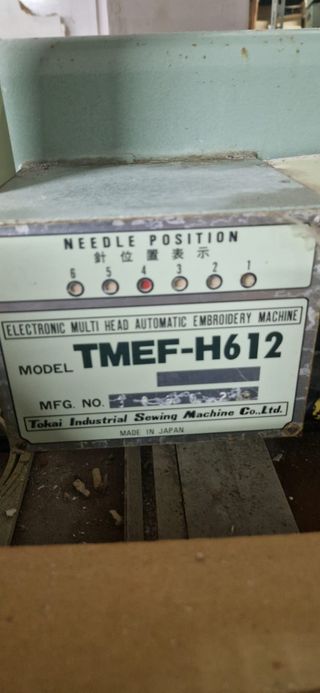 NEEDLE POSITION
針位置表示
6 5 4 3 2 1
ELECTRONIC MULTI HEAD AUTOMATIC EMBROIDERY MACHINE
MODEL TMEF-H612
MFG. NO.
Tokai Industrial Sewing Machine Co., Ltd.
MADE IN JAPAN